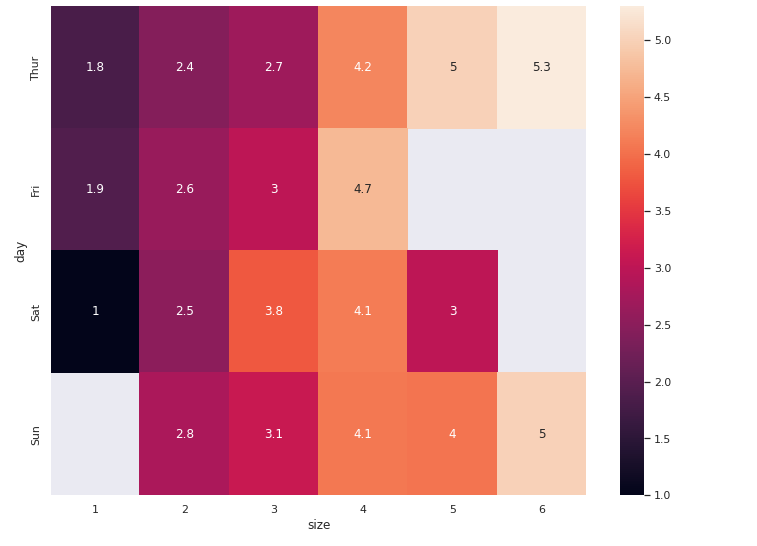 Thur 1.8 2.4 2.7 4.2 5 5.3
Fri 1.9 2.6 3 4.7
Sat 1 2.5 3.8 4.1 3
Sun 2.8 3.1 4.1 4 5
day
1 2 3 4 5 6
size
5.0
4.5
4.0
3.5
3.0
2.5
2.0
1.5
1.0